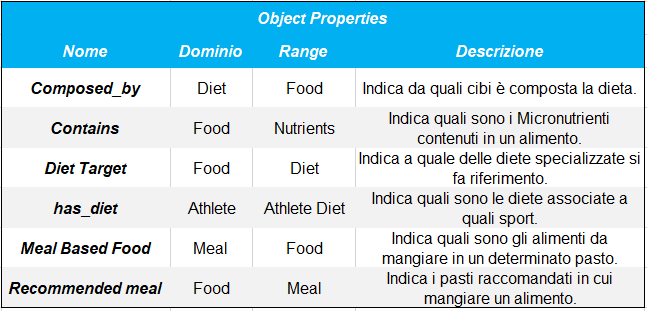 Object Properties
Nome Dominio Range Descrizione
Composed_by Diet Food Indica da quali cibi è composta la dieta.
Contains Food Nutrients Indica quali sono i Micronutrienti
contenuti in un alimento.
Diet Target Food Diet Indica a quale delle diete specializzate si
fa riferimento.
has_diet Athlete Athlete Diet Indica quali sono le diete associate a
quali sport.
Meal Based Food Meal Food Indica quali sono gli alimenti da
mangiare in un determinato pasto.
Recommended meal Food Meal Indica i pasti raccomandati in cui
mangiare un alimento.